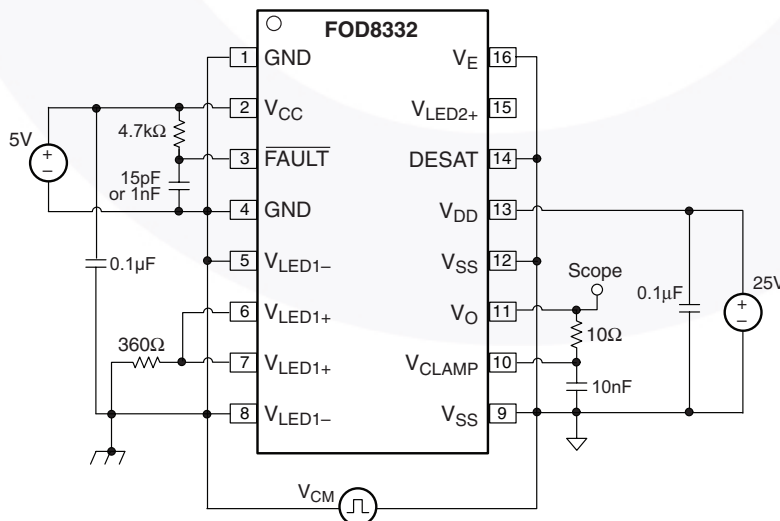 FOD8332
1 GND
2 VCC
3 FAULT
4 GND
5 VLED1–
6 VLED1+
7 VLED1+
8 VLED1–
VE 16
VLED2+ 15
DESAT 14
VDD 13
VSS 12
VO 11
VCLAMP 10
VSS 9
5V
+
–
4.7kΩ
15pF
or 1nF
0.1µF
360Ω
Scope
10Ω
10nF
0.1µF
25V
+
–
VCM